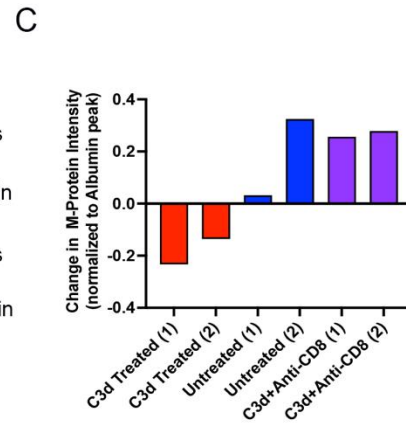 C
s
n
s
in
Change in M-Protein Intensity
(normalized to Albumin peak)
0.4
0.2
0.0
-0.2
-0.4
C3d Treated (1)
C3d Treated (2)
Untreated (1)
Untreated (2)
C3d+Anti-CD8 (1)
C3d+Anti-CD8 (2)